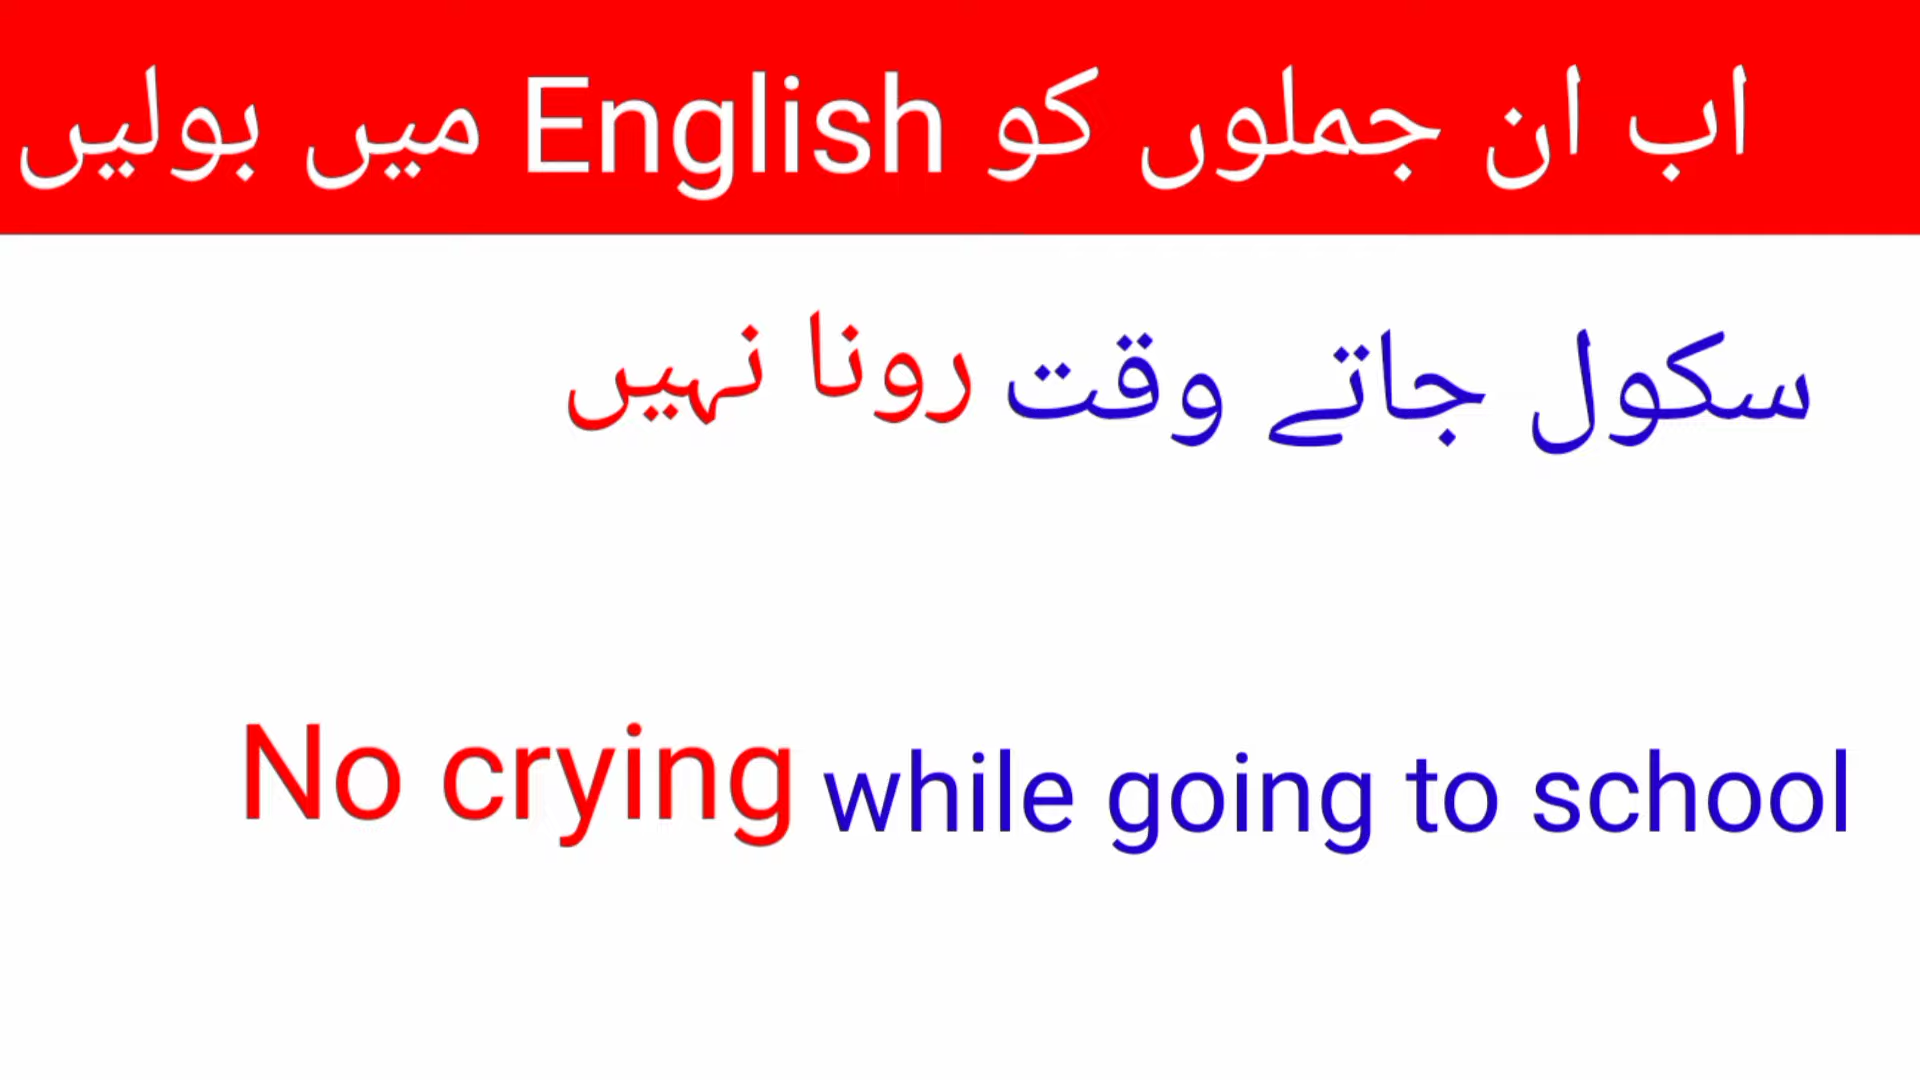 اب ان جملوں کو English میں بولیں
سکول جاتے وقت رونا نہیں
No crying while going to school